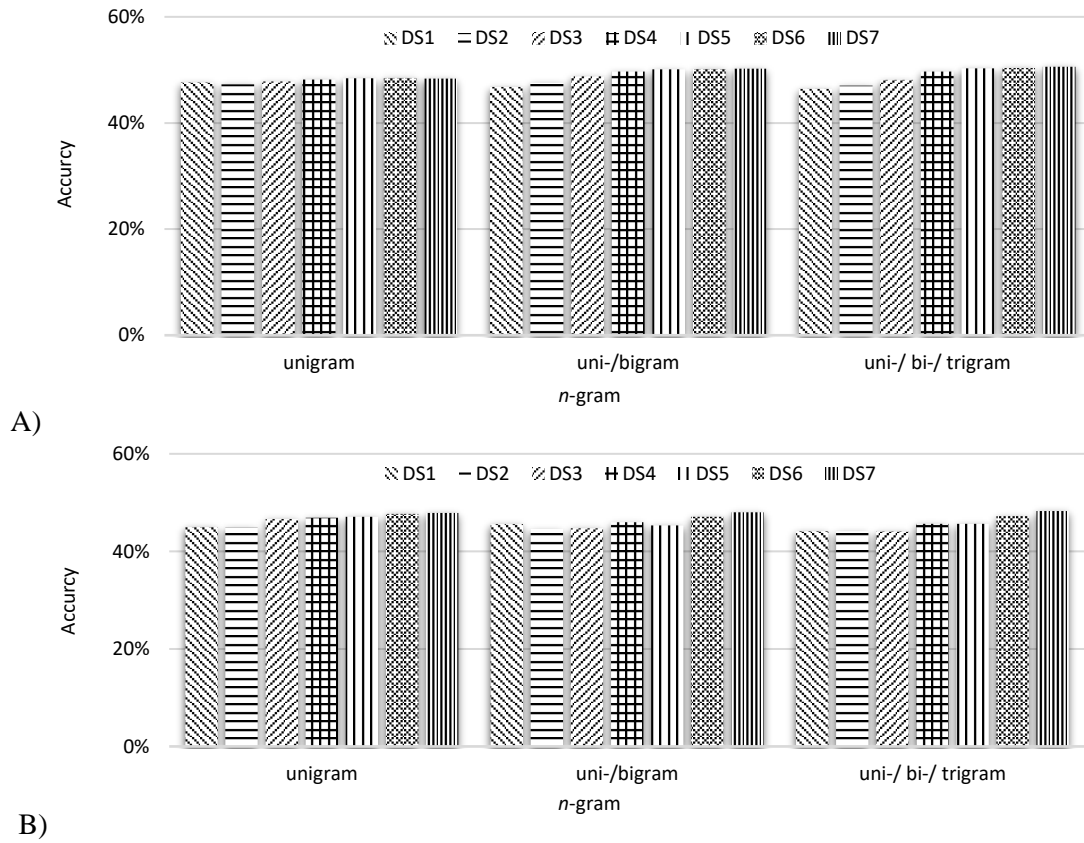 60%
DS1 DS2 DS3 DS4 DS5 DS6 DS7
40%
Accurcy
20%
0%
unigram uni-/bigram uni-/ bi-/ trigram
n-gram
A)
60%
DS1 DS2 DS3 DS4 DS5 DS6 DS7
40%
Accurcy
20%
0%
unigram uni-/bigram uni-/ bi-/ trigram
n-gram
B)